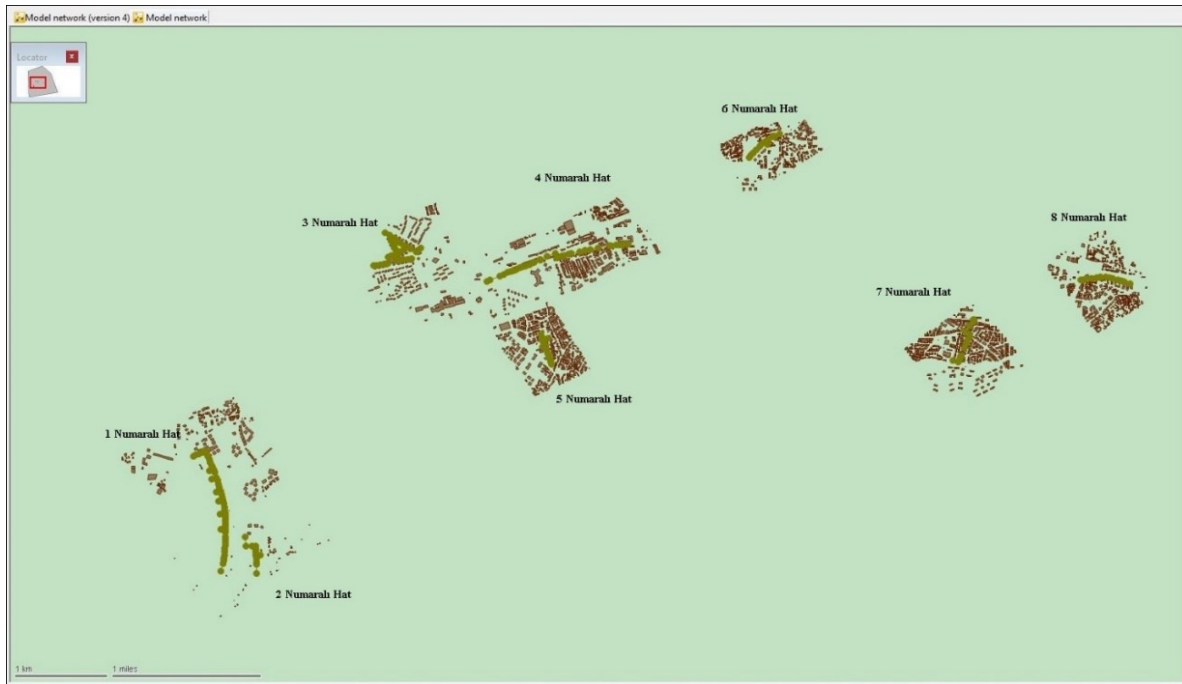 Model network (version 4) Model network
Locator
6 Numaralı Hat
4 Numaralı Hat
3 Numaralı Hat
8 Numaralı Hat
7 Numaralı Hat
5 Numaralı Hat
1 Numaralı Hat
2 Numaralı Hat
1 km 1 miles